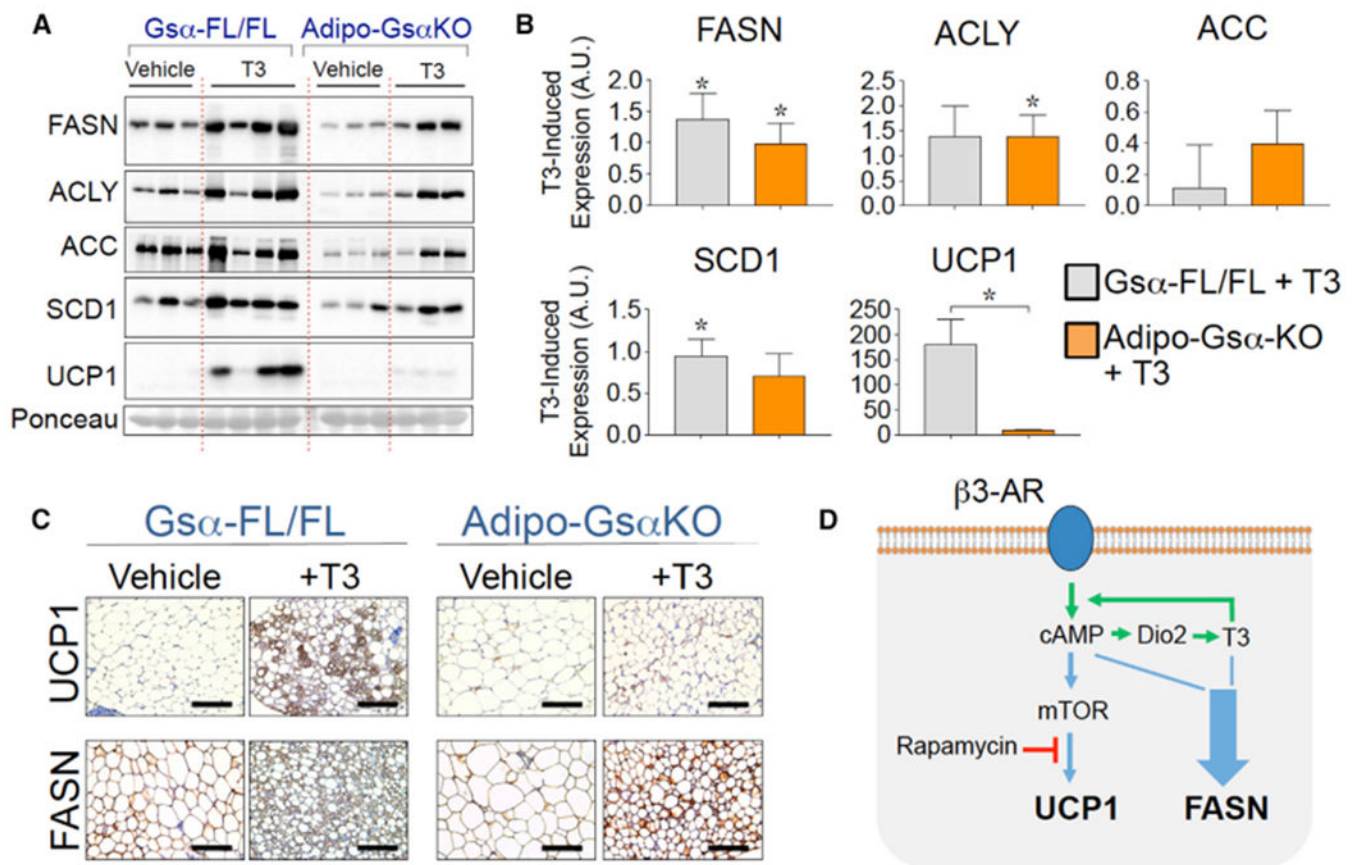 A
Gsα-FL/FL Adipo-GsαKO
Vehicle T3 Vehicle T3
FASN
ACLY
ACC
SCD1
UCP1
Ponceau
B
FASN ACLY ACC
T3-Induced
Expression (A.U.)
2.0
1.5
1.0
0.5
0.0
*
*
2.5
2.0
1.5
1.0
0.5
0.0
*
0.8
0.6
0.4
0.2
0.0
SCD1 UCP1
T3-Induced
Expression (A.U.)
1.5
1.0
0.5
0.0
*
250
200
150
100
50
0
*
Gsα-FL/FL + T3
Adipo-Gsα-KO
+ T3
C
Gsα-FL/FL Adipo-GsαKO
Vehicle +T3 Vehicle +T3
UCP1
FASN
D
β3-AR
cAMP Dio2 T3
mTOR
Rapamycin
UCP1 FASN